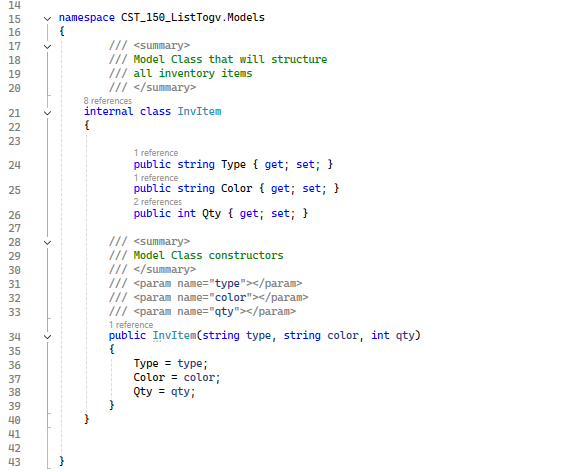 14
15 namespace CST_150_ListTogv.Models
16 {
17 /// <summary>
18 /// Model Class that will structure
19 /// all inventory items
20 /// </summary>
8 references
21 internal class InvItem
22 {
23
1 reference
24 public string Type { get; set; }
1 reference
25 public string Color { get; set; }
2 references
26 public int Qty { get; set; }
27
28 /// <summary>
29 /// Model Class constructors
30 /// </summary>
31 /// <param name="type"></param>
32 /// <param name="color"></param>
33 /// <param name="qty"></param>
1 reference
34 public InvItem(string type, string color, int qty)
35 {
36 Type = type;
37 Color = color;
38 Qty = qty;
39 }
40 }
41
42
43 }